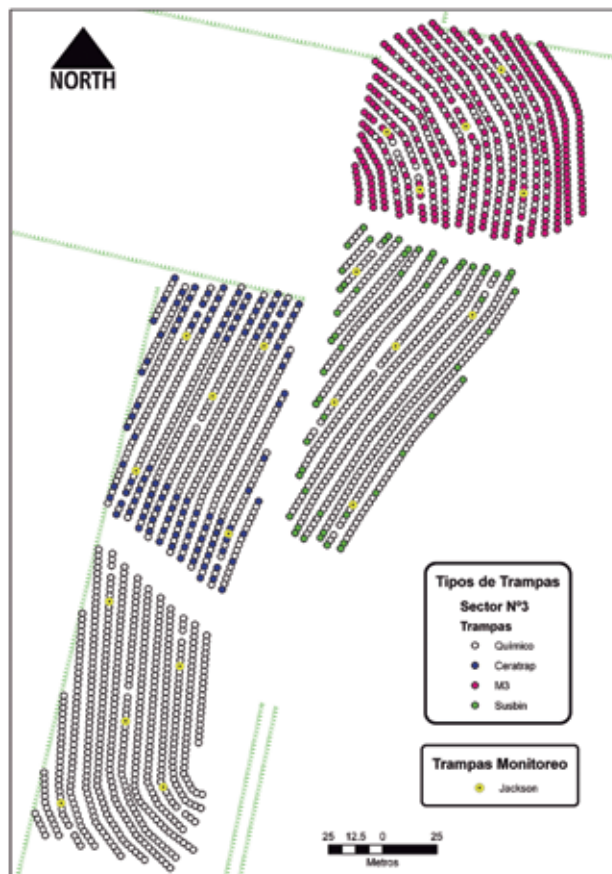 NORTH
Tipos de Trampas
Sector Nº3
Trampas
Químico
Ceratrap
M3
Susbin
Trampas Monitoreo
Jackson
25 12.5 0 25
Metros